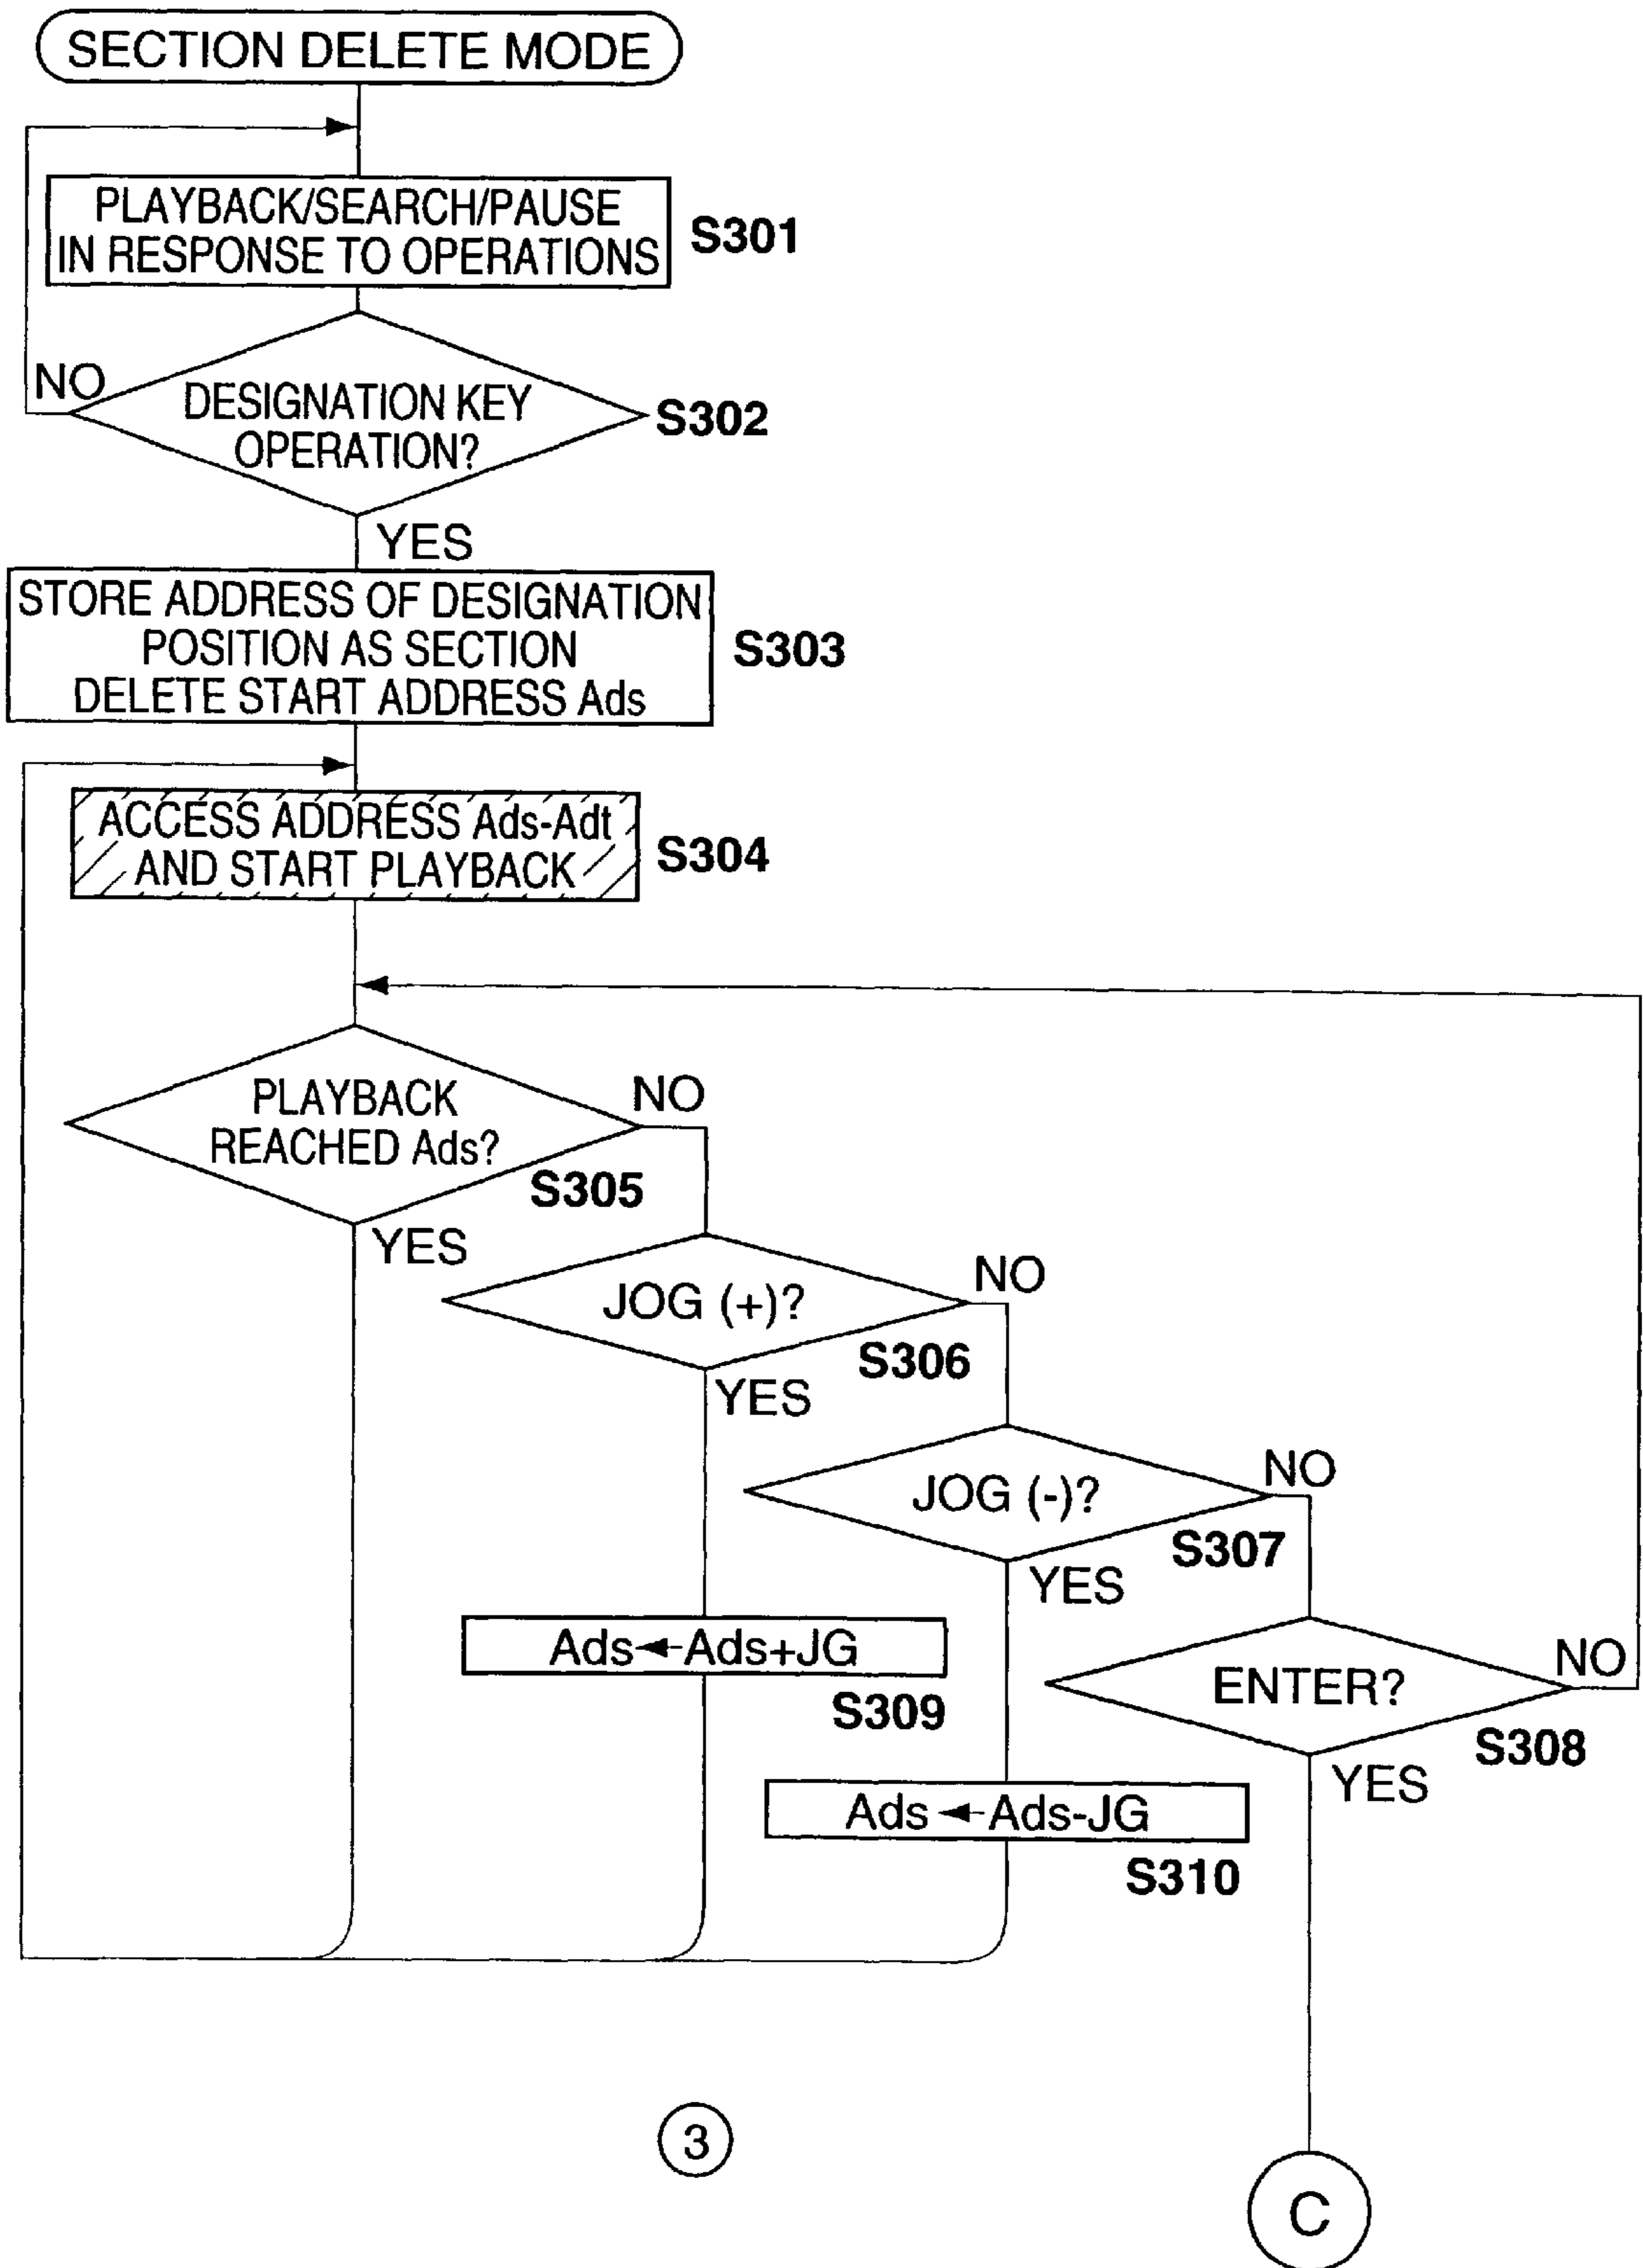 SECTION DELETE MODE
PLAYBACK/SEARCH/PAUSE
IN RESPONSE TO OPERATIONS
S301
NO
DESIGNATION KEY
OPERATION?
S302
YES
STORE ADDRESS OF DESIGNATION
POSITION AS SECTION
DELETE START ADDRESS Ads
S303
ACCESS ADDRESS Ads-Adt
AND START PLAYBACK
S304
PLAYBACK
REACHED Ads?
NO
S305
YES
JOG (+)?
NO
S306
YES
JOG (-)?
NO
S307
YES
Ads←Ads+JG
S309
ENTER?
NO
S308
YES
Ads←Ads-JG
S310
3
C